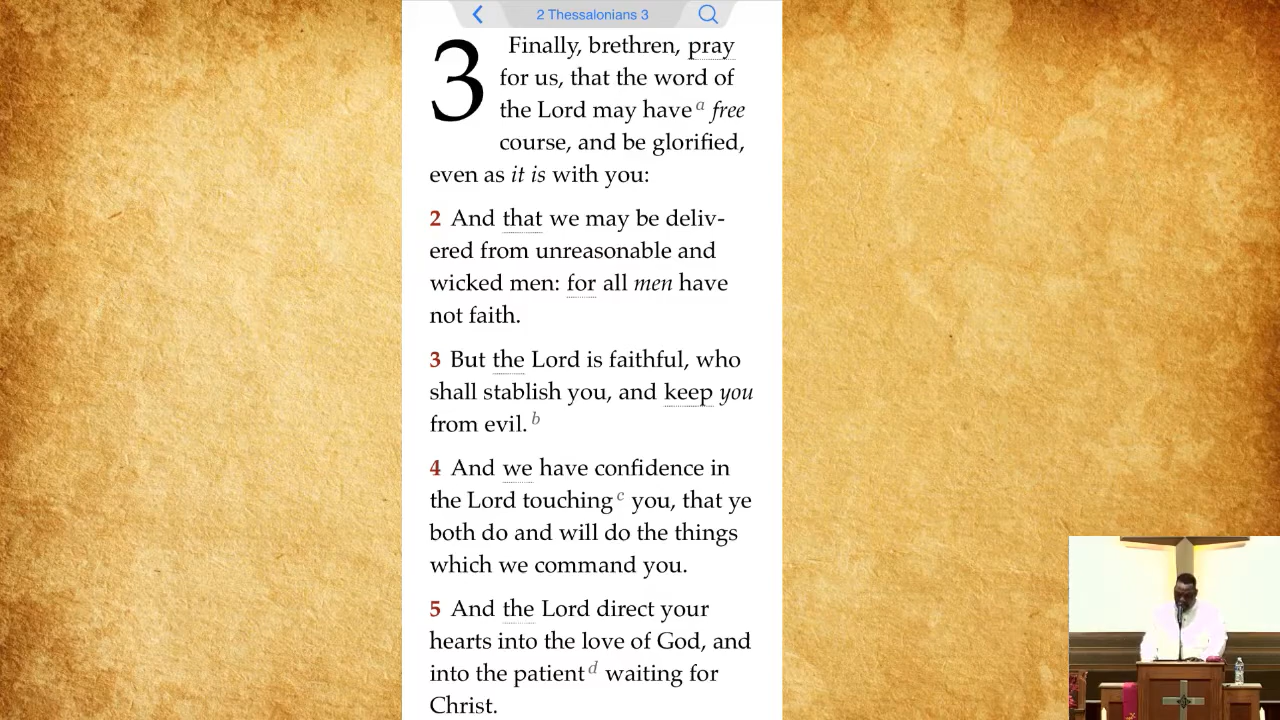 2 Thessalonians 3
3 Finally, brethren, pray
for us, that the word of
the Lord may have a free
course, and be glorified,
even as it is with you:
2 And that we may be deliv-
ered from unreasonable and
wicked men: for all men have
not faith.
3 But the Lord is faithful, who
shall stablish you, and keep you
from evil. b
4 And we have confidence in
the Lord touching c you, that ye
both do and will do the things
which we command you.
5 And the Lord direct your
hearts into the love of God, and
into the patient d waiting for
Christ.